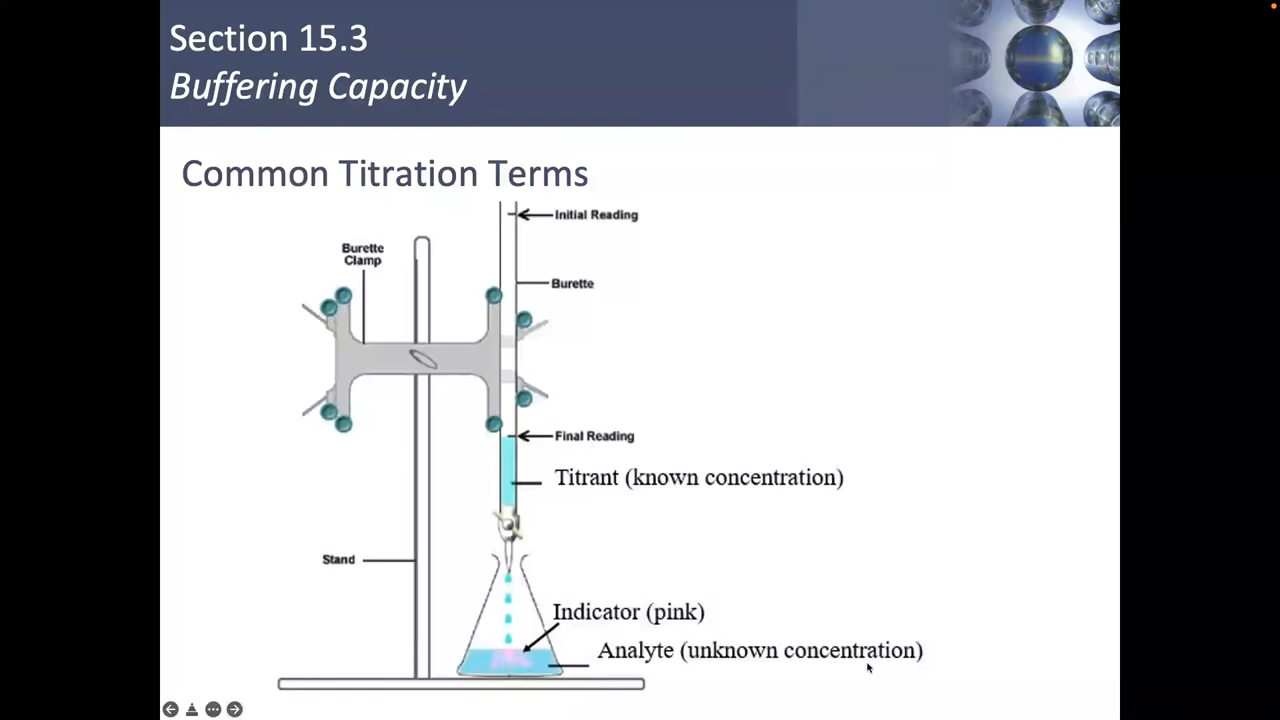 Section 15.3
Buffering Capacity
Common Titration Terms
Initial Reading
Burette
Clamp
Burette
Final Reading
Titrant (known concentration)
Stand
Indicator (pink)
Analyte (unknown concentration)